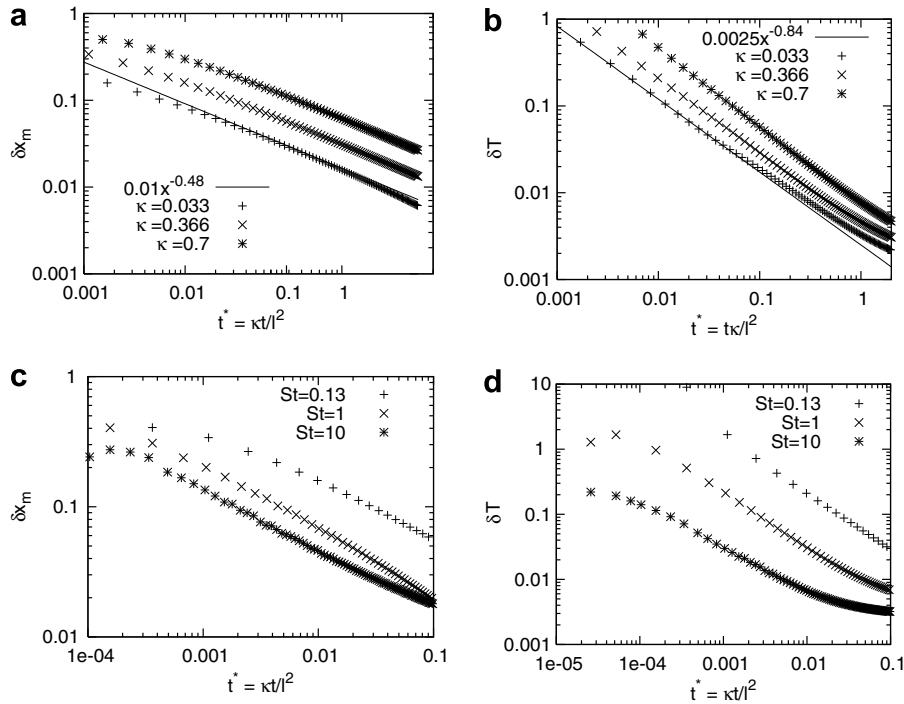 a
1
0.1
0.01
0.001
δx_m
0.01x^-0.48
κ =0.033
κ =0.366
κ =0.7
0.001
0.01
0.1
1
t* = κt/l^2
b
1
0.1
0.01
0.001
δT
0.0025x^-0.84
κ = 0.033
κ = 0.366
κ = 0.7
0.001
0.01
0.1
1
t* = tκ/l^2
c
1
0.1
0.01
δx_m
St=0.13
St=1
St=10
1e-04
0.001
0.01
0.1
t* = κt/l^2
d
10
1
0.1
0.01
0.001
δT
St=0.13
St=1
St=10
1e-05
1e-04
0.001
0.01
0.1
t* = κt/l^2